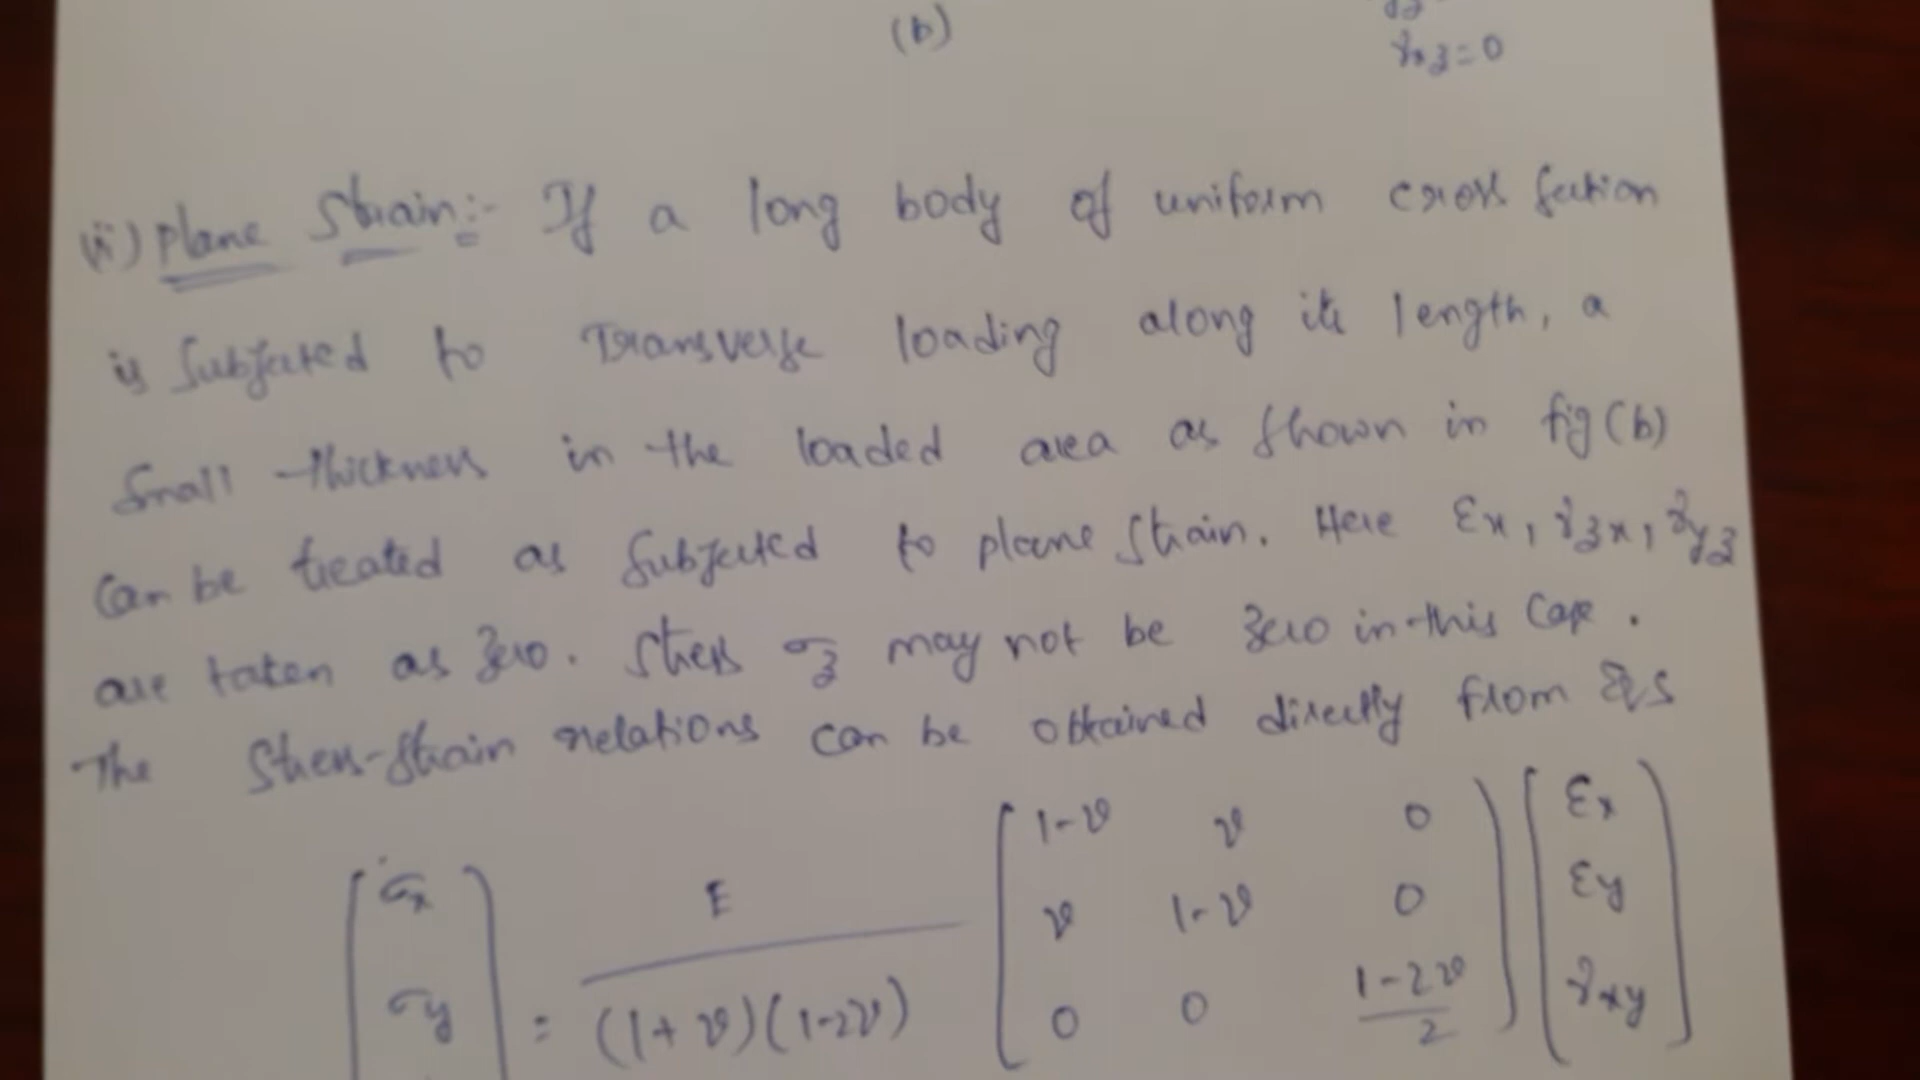 (b)
γxz=0
(ii) Plane Strain:- If a long body of uniform cross section
is Subjected to Transverse loading along its length, a
Small thickness in the loaded area as shown in fig (b)
Can be treated as Subjected to plane Strain. Here εx, γzx, γyz
are taken as zero. Stress σz may not be zero in this Case.
The Stress-Strain relations can be obtained directly from
[σx [1-ν ν 0 [εx
E ν 1-ν 0 εy
σy] = (1+ν)(1-2ν) 0 0 1-2ν/2] γxy]